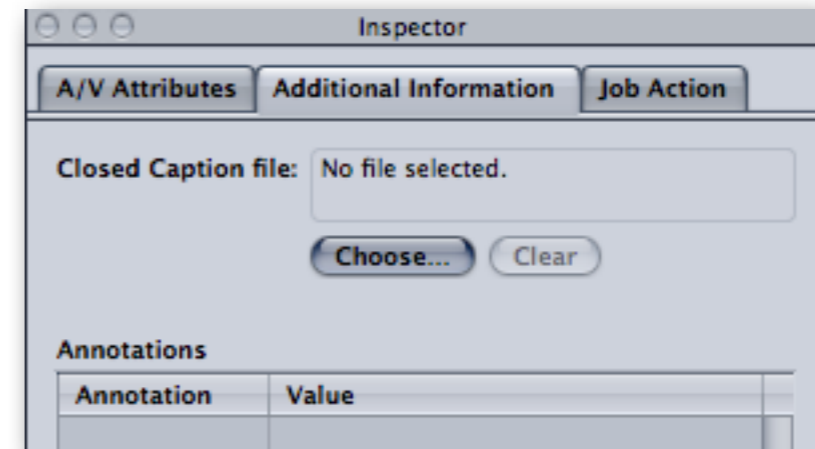 Inspector
A/V Attributes Additional Information Job Action
Closed Caption file: No file selected.
Choose... Clear
Annotations
Annotation Value